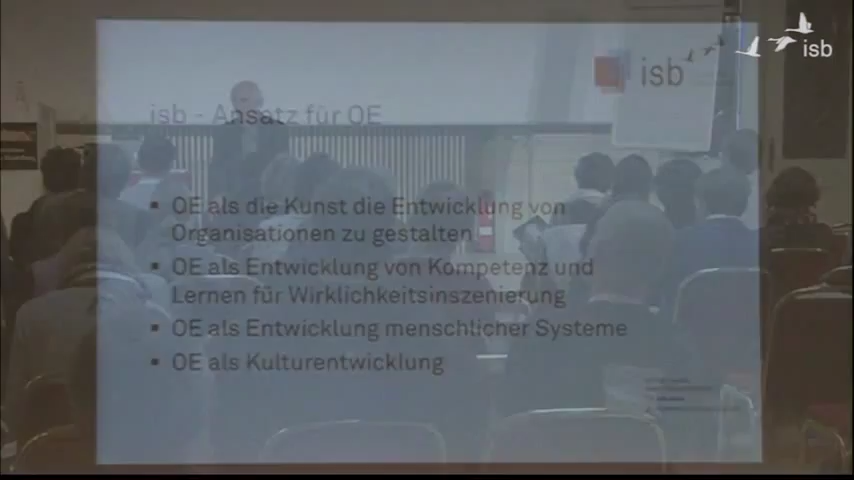 isb
isb
isb - Ansatz für OE
▪ OE als die Kunst die Entwicklung von
Organisationen zu gestalten
▪ OE als Entwicklung von Kompetenz und
Lernen für Wirklichkeitsinszenierung
▪ OE als Entwicklung menschlicher Systeme
▪ OE als Kulturentwicklung